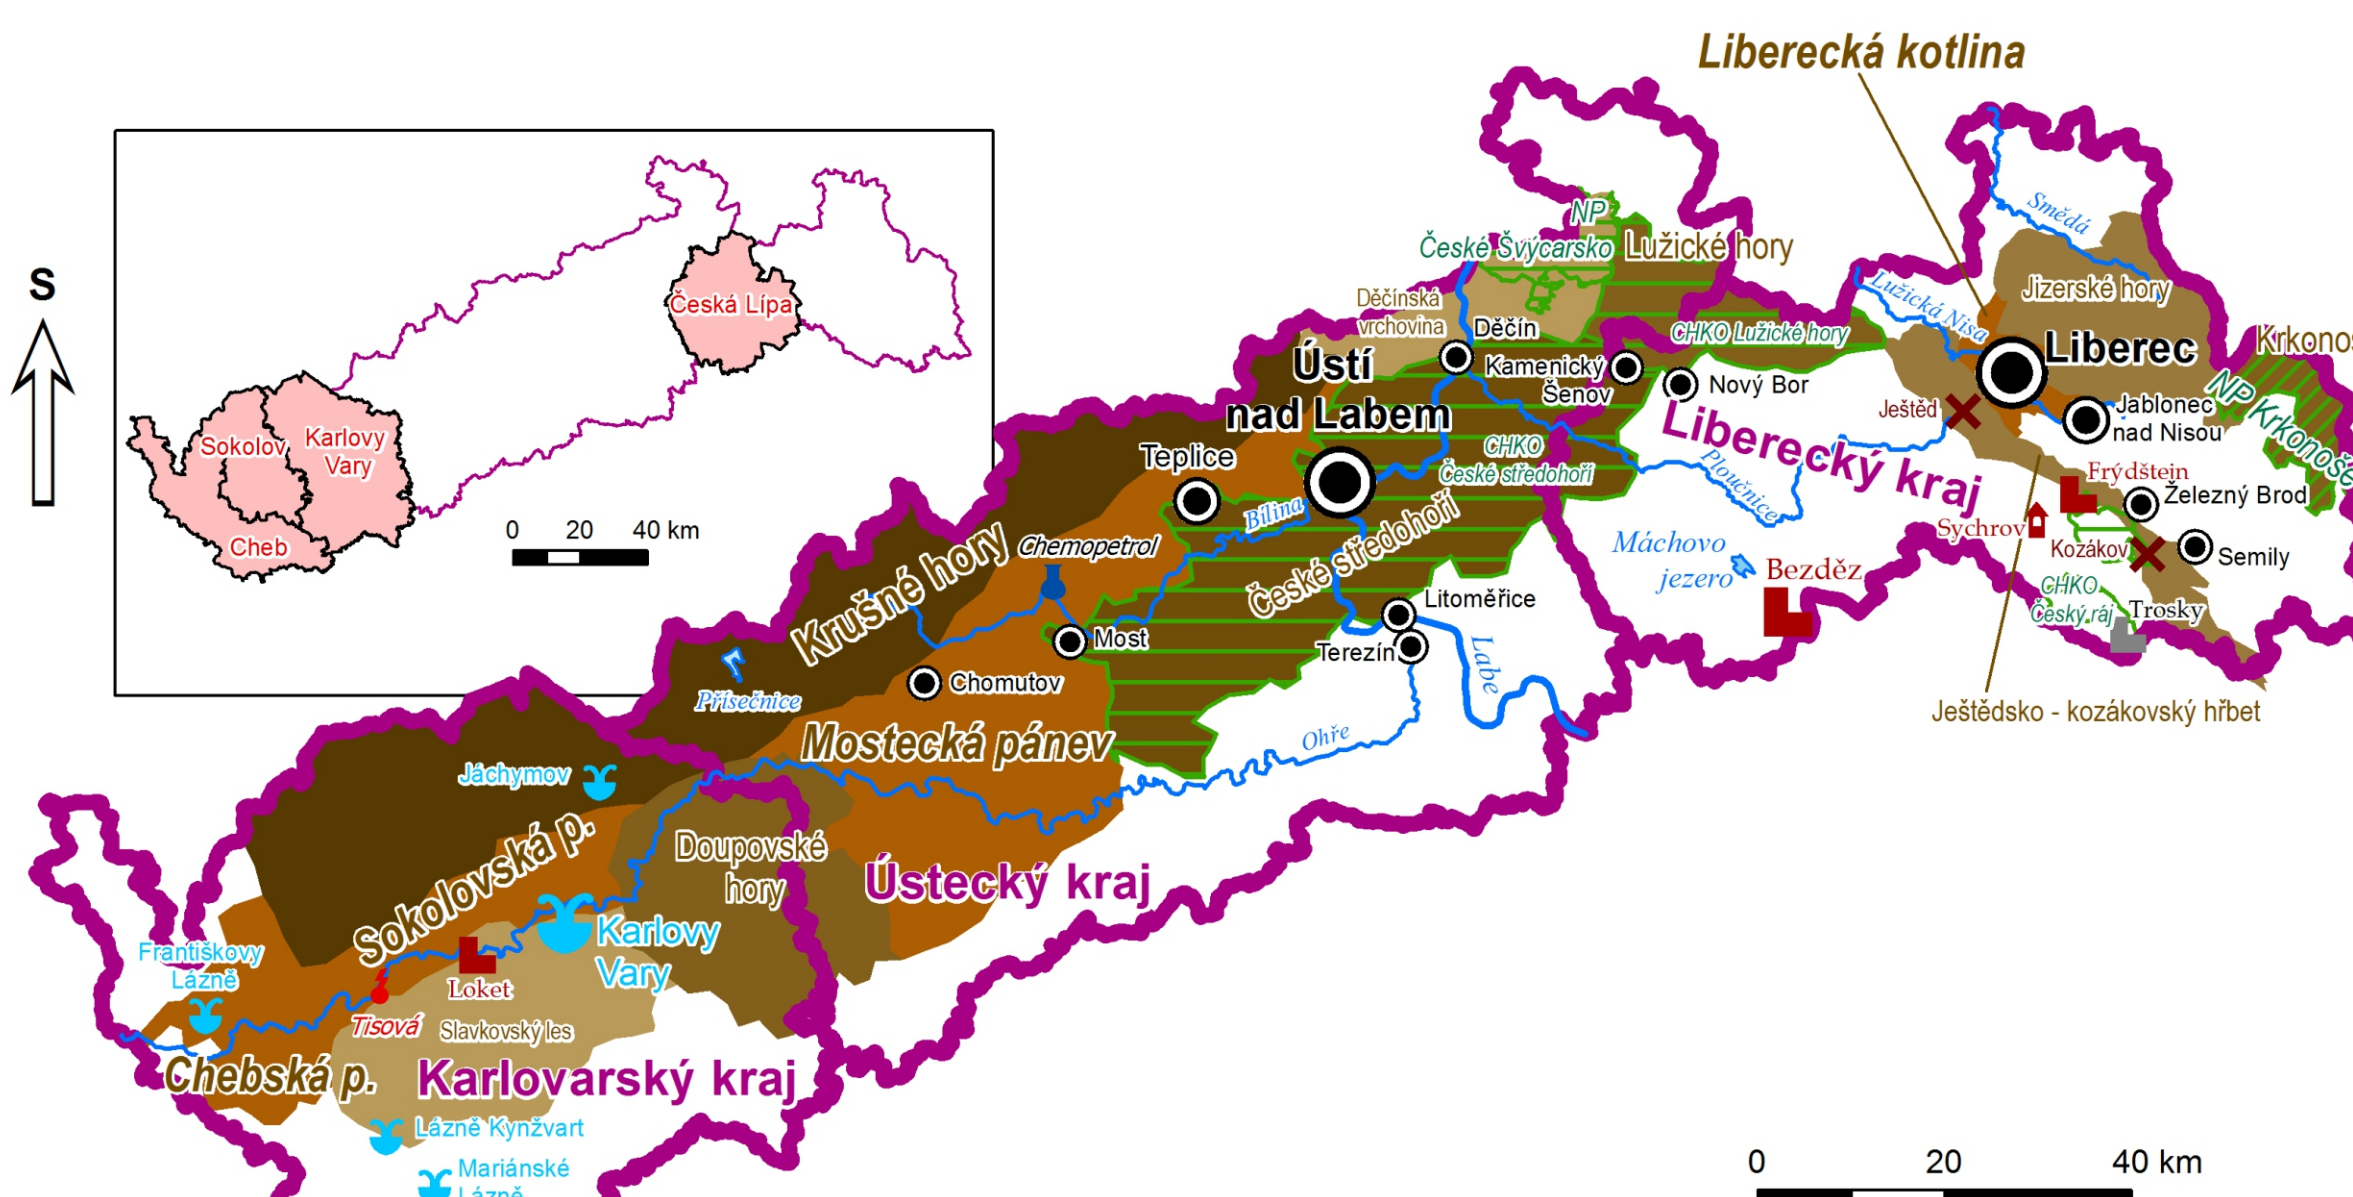 Liberecká kotlina
S
Česká Lípa
Sokolov
Karlovy
Vary
Cheb
0 20 40 km
NP
České Švýcarsko
Lužické hory
Smědá
Děčínská
vrchovina
Děčín
CHKO Lužické hory
Lužická Nisa
Jizerské hory
Liberec
Krkonoš
NP Krkonoše
Ústí
nad Labem
Kamenický
Šenov
Nový Bor
Ještěd
Jablonec
nad Nisou
Liberecký kraj
Teplice
CHKO
České středohoří
Ploučnice
Frýdštejn
Železný Brod
Bílina
České středohoří
Sychrov
Kozákov
Semily
Krušné hory
Chemopetrol
Máchovo
jezero
Bezděz
CHKO
Český ráj
Trosky
Litoměřice
Most
Terezín
Labe
Chomutov
Přísečnice
Ještědsko - kozákovský hřbet
Mostecká pánev
Ohře
Jáchymov
Sokolovská p.
Doupovské
hory
Ústecký kraj
Karlovy
Vary
Františkovy
Lázně
Loket
Tisová
Slavkovský les
Chebská p.
Karlovarský kraj
Lázně Kynžvart
Mariánské
Lázně
0 20 40 km